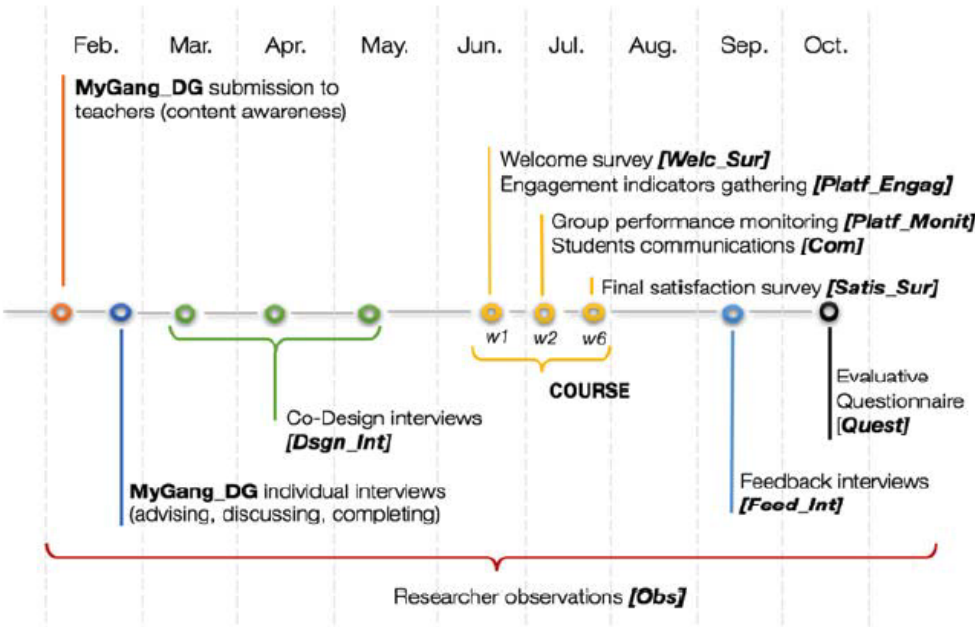 Feb. Mar. Apr. May. Jun. Jul. Aug. Sep. Oct.
MyGang_DG submission to
teachers (content awareness)
Welcome survey [Welc_Sur]
Engagement indicators gathering [Platf_Engag]
Group performance monitoring [Platf_Monit]
Students communications [Com]
Final satisfaction survey [Satis_Sur]
w1 w2 w6
COURSE
Evaluative
Questionnaire
[Quest]
Co-Design interviews
[Dsgn_Int]
Feedback interviews
[Feed_Int]
MyGang_DG individual interviews
(advising, discussing, completing)
Researcher observations [Obs]